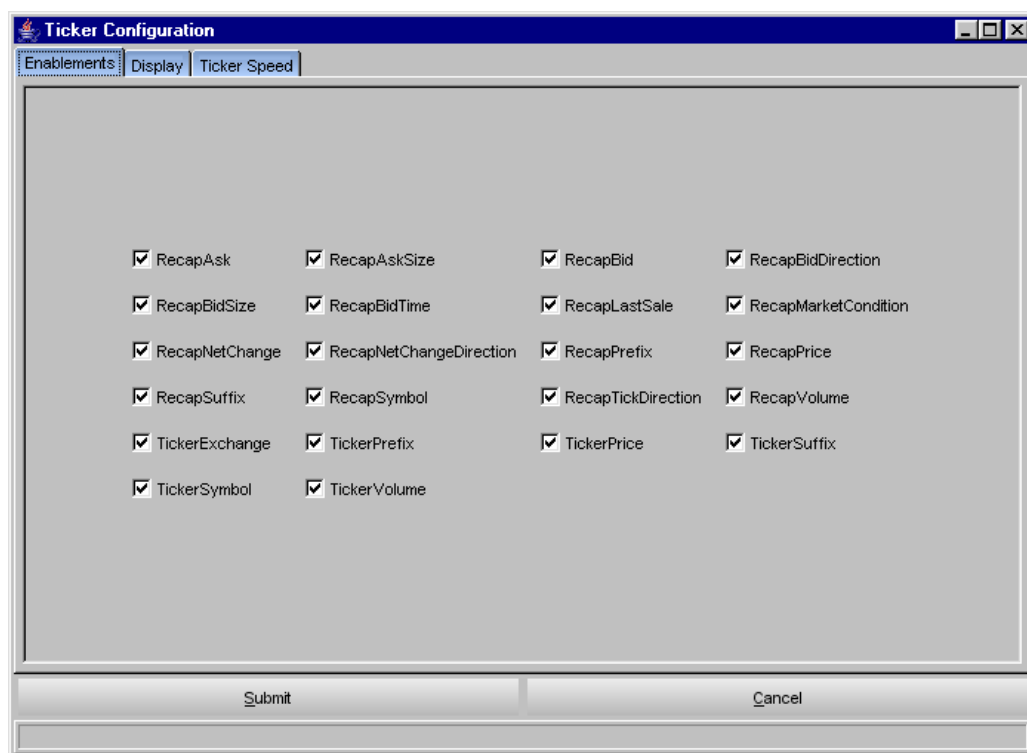 Ticker Configuration
Enablements Display Ticker Speed
RecapAsk RecapAskSize RecapBid RecapBidDirection
RecapBidSize RecapBidTime RecapLastSale RecapMarketCondition
RecapNetChange RecapNetChangeDirection RecapPrefix RecapPrice
RecapSuffix RecapSymbol RecapTickDirection RecapVolume
TickerExchange TickerPrefix TickerPrice TickerSuffix
TickerSymbol TickerVolume
Submit Cancel